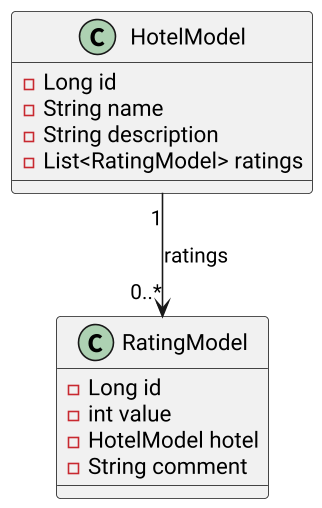 C HotelModel
Long id
String name
String description
List<RatingModel> ratings
1
ratings
0..*
C RatingModel
Long id
int value
HotelModel hotel
String comment